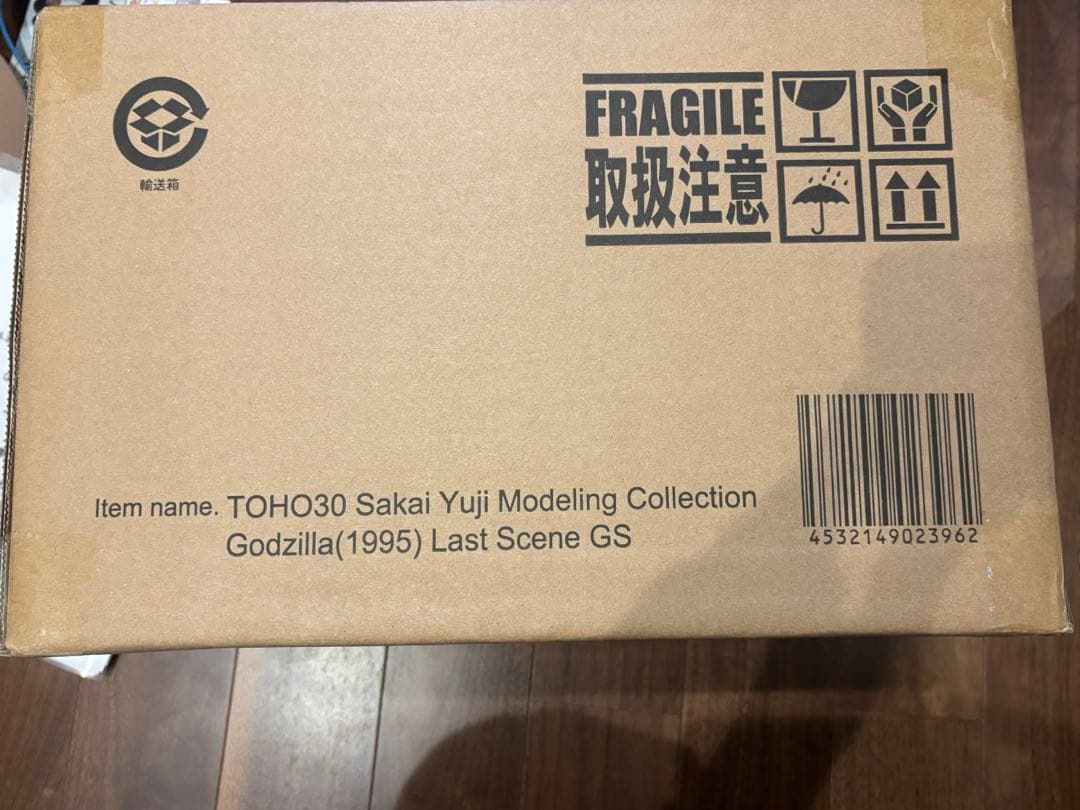 輸送箱
FRAGILE
取扱注意
Item name. TOHO30 Sakai Yuji Modeling Collection
Godzilla(1995) Last Scene GS
4532149023962